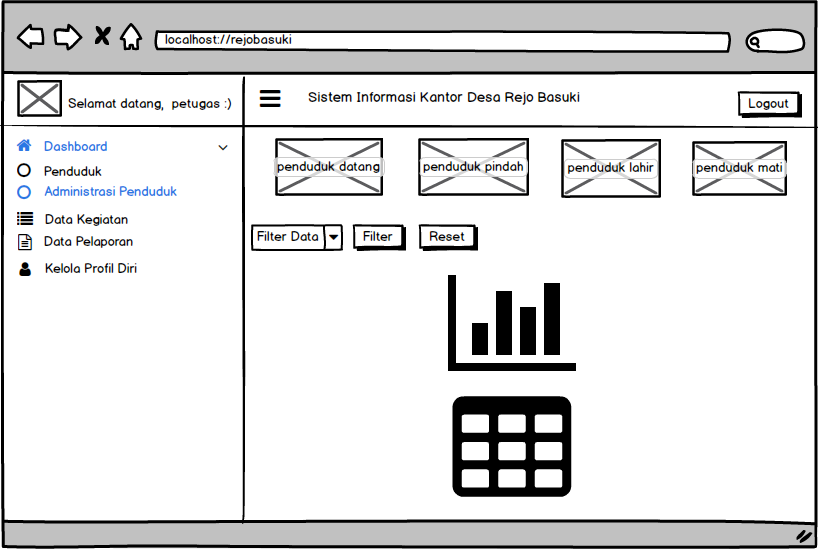 localhost://rejobasuki
Selamat datang, petugas :)
Sistem Informasi Kantor Desa Rejo Basuki
Logout
Dashboard
Penduduk
Administrasi Penduduk
Data Kegiatan
Data Pelaporan
Kelola Profil Diri
penduduk datang
penduduk pindah
penduduk lahir
penduduk mati
Filter Data
Filter
Reset